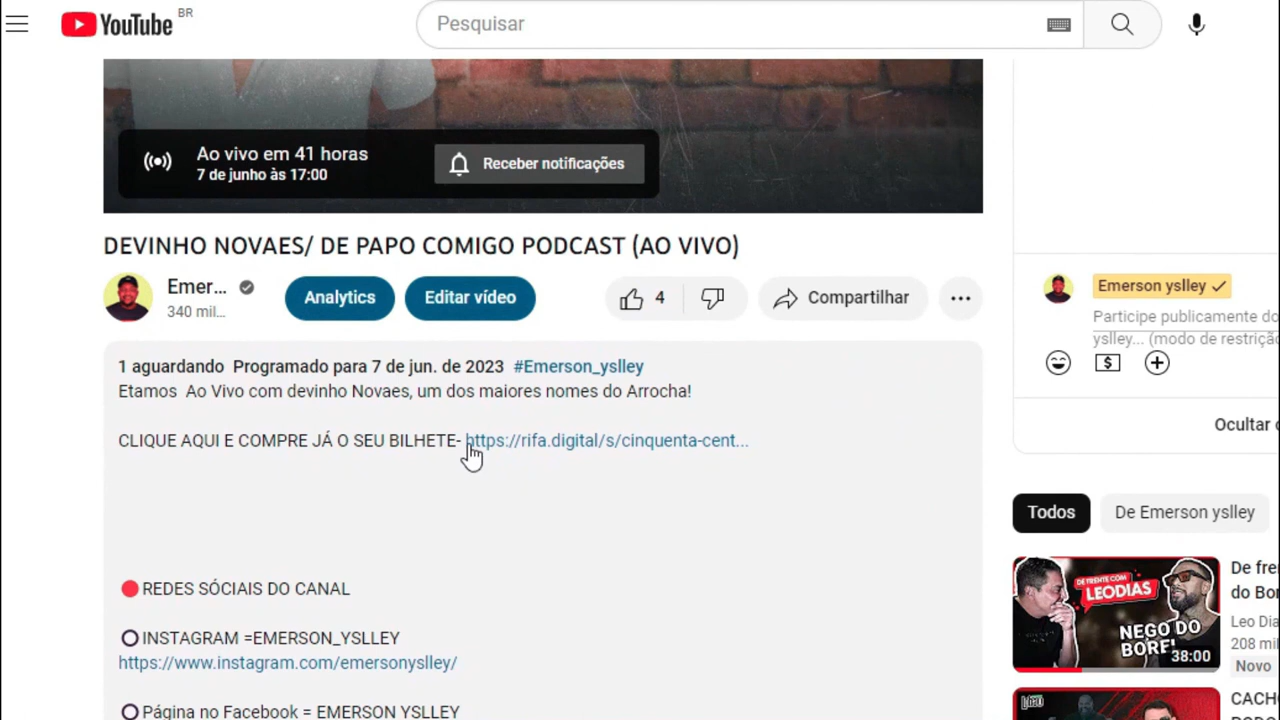 YouTube BR
Pesquisar
Ao vivo em 41 horas
7 de junho às 17:00
Receber notificações
DEVINHO NOVAES/ DE PAPO COMIGO PODCAST (AO VIVO)
Emer...
340 mil...
Analytics
Editar vídeo
4
Compartilhar
1 aguardando Programado para 7 de jun. de 2023 #Emerson_yslley
Etamos Ao Vivo com devinho Novaes, um dos maiores nomes do Arrocha!
CLIQUE AQUI E COMPRE JÁ O SEU BILHETE- https://rifa.digital/s/cinquenta-cent...
REDES SÓCIAIS DO CANAL
INSTAGRAM =EMERSON_YSLLEY
https://www.instagram.com/emersonyslley/
Página no Facebook = EMERSON YSLLEY
Emerson yslley
Participe publicamente do
yslley... (modo de restriçã
Ocultar
Todos
De Emerson yslley
DE FRENTE COM
LEODIAS
NEGO DO
BOREL
38:00
De fre
do Bor
Leo Dia
208 mil
Novo
CACH